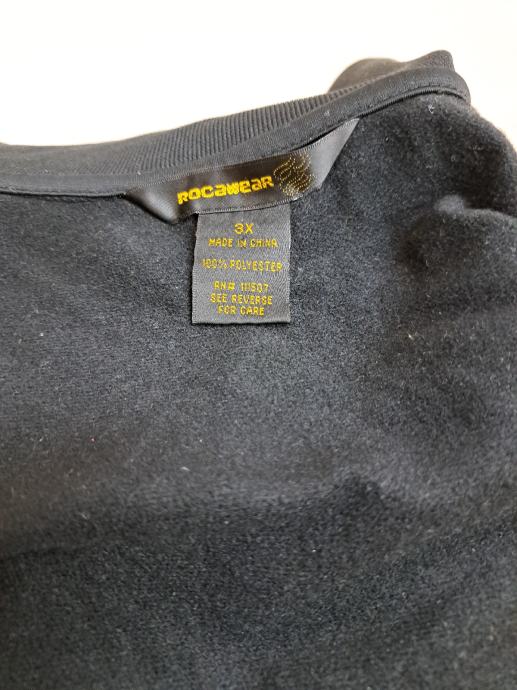 ROCAWEAR
3X
MADE IN CHINA
100% POLYESTER
RN# 111507
SEE REVERSE
FOR CARE